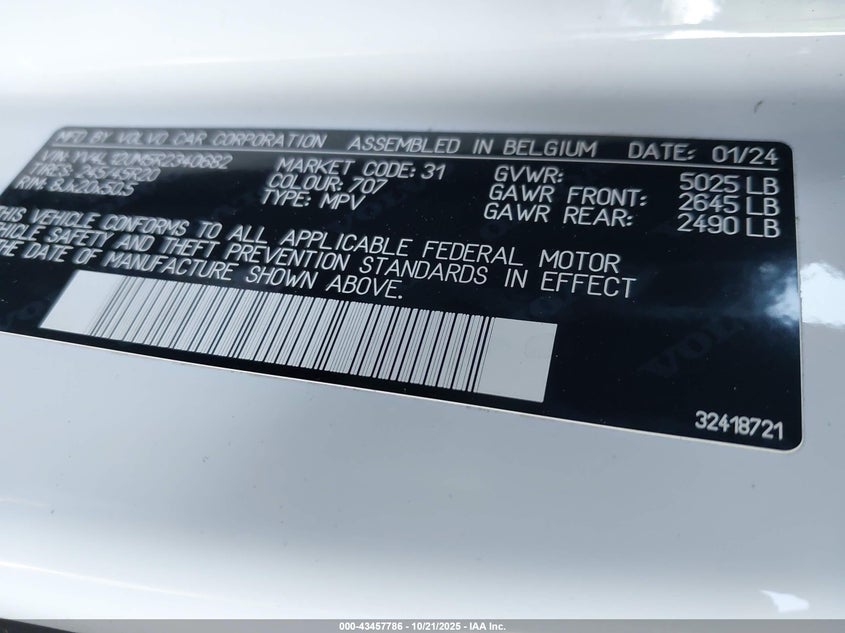 MFD BY VOLVO CAR CORPORATION ASSEMBLED IN BELGIUM DATE: 01/24
VIN: YV4L12UM5R2340682 MARKET CODE: 31 GVWR: 5025 LB
TIRES: 245/45R20 COLOUR: 707 GAWR FRONT: 2645 LB
RIM: 8Jx20x50.5 TYPE: MPV GAWR REAR: 2490 LB
THIS VEHICLE CONFORMS TO ALL APPLICABLE FEDERAL MOTOR
VEHICLE SAFETY AND THEFT PREVENTION STANDARDS IN EFFECT
THE DATE OF MANUFACTURE SHOWN ABOVE.
32418721
000-43457786 - 10/21/2025 - IAA Inc.